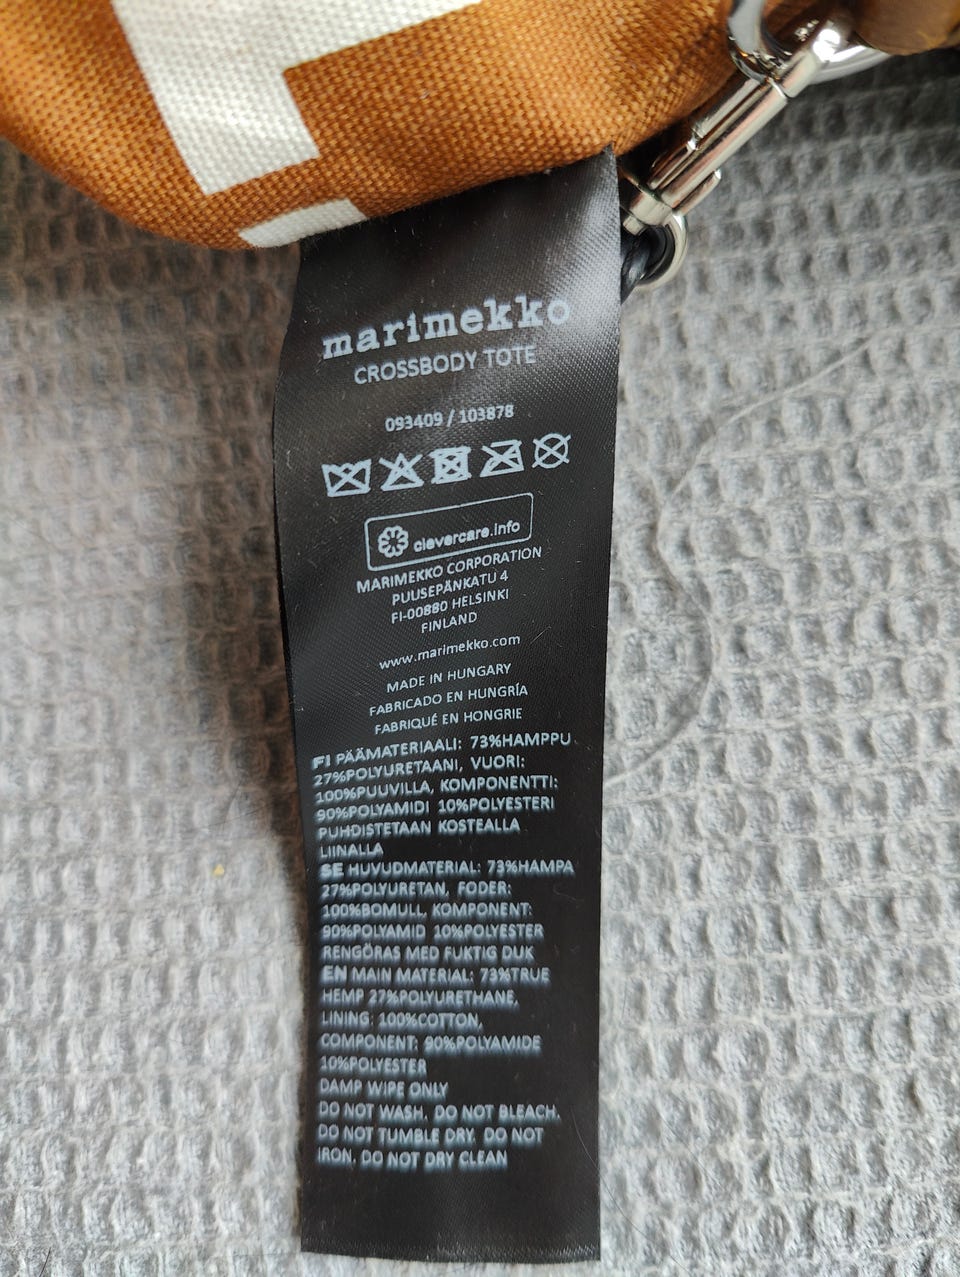 marimekko
CROSSBODY TOTE
093409 / 103878
clevercare.info
MARIMEKKO CORPORATION
PUUSEPÄNKATU 4
FI-00880 HELSINKI
FINLAND
www.marimekko.com
MADE IN HUNGARY
FABRICADO EN HUNGRÍA
FABRIQUÉ EN HONGRIE
FI PÄÄMATERIAALI: 73%HAMPPU
27%POLYURETAANI, VUORI:
100%PUUVILLA, KOMPONENTTI:
90%POLYAMIDI 10%POLYESTERI
PUHDISTETAAN KOSTEALLA
LIINALLA
SE HUVUDMATERIAL: 73%HAMPA
27%POLYURETAN, FODER:
100%BOMULL, KOMPONENT:
90%POLYAMID 10%POLYESTER
RENGÖRAS MED FUKTIG DUK
EN MAIN MATERIAL: 73%TRUE
HEMP 27%POLYURETHANE,
LINING: 100%COTTON,
COMPONENT: 90%POLYAMIDE
10%POLYESTER
DAMP WIPE ONLY
DO NOT WASH. DO NOT BLEACH.
DO NOT TUMBLE DRY. DO NOT
IRON. DO NOT DRY CLEAN